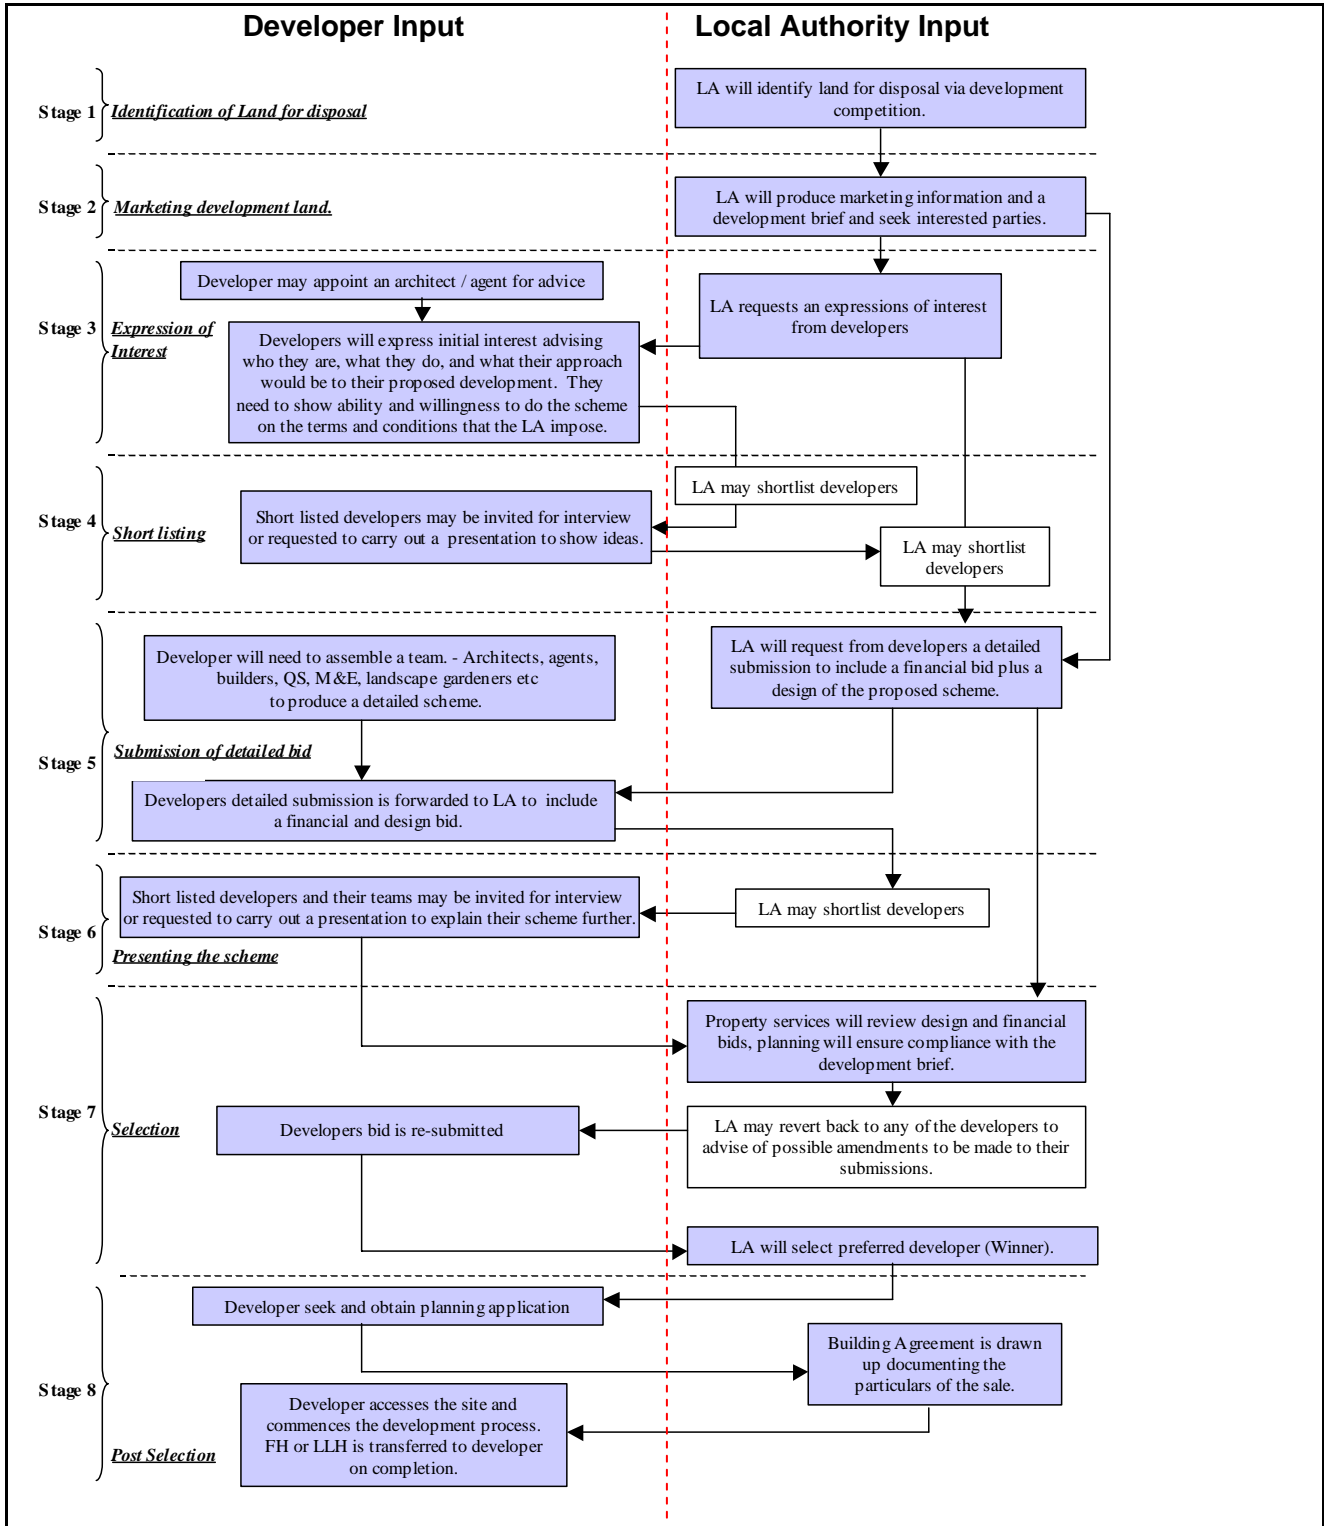 Developer Input
Local Authority Input
Stage 1
Identification of Land for disposal
LA will identify land for disposal via development
competition.
Stage 2
Marketing development land.
LA will produce marketing information and a
development brief and seek interested parties.
Stage 3
Expression of
Interest
Developer may appoint an architect / agent for advice
LA requests an expressions of interest
from developers
Developers will express initial interest advising
who they are, what they do, and what their approach
would be to their proposed development. They
need to show ability and willingness to do the scheme
on the terms and conditions that the LA impose.
Stage 4
Short listing
LA may shortlist developers
Short listed developers may be invited for interview
or requested to carry out a presentation to show ideas.
LA may shortlist
developers
Stage 5
Submission of detailed bid
Developer will need to assemble a team. - Architects, agents,
builders, QS, M&E, landscape gardeners etc
to produce a detailed scheme.
LA will request from developers a detailed
submission to include a financial bid plus a
design of the proposed scheme.
Developers detailed submission is forwarded to LA to include
a financial and design bid.
Stage 6
Presenting the scheme
Short listed developers and their teams may be invited for interview
or requested to carry out a presentation to explain their scheme further.
LA may shortlist developers
Stage 7
Selection
Property services will review design and financial
bids, planning will ensure compliance with the
development brief.
Developers bid is re-submitted
LA may revert back to any of the developers to
advise of possible amendments to be made to their
submissions.
LA will select preferred developer (Winner).
Stage 8
Post Selection
Developer seek and obtain planning application
Building Agreement is drawn
up documenting the
particulars of the sale.
Developer accesses the site and
commences the development process.
FH or LLH is transferred to developer
on completion.